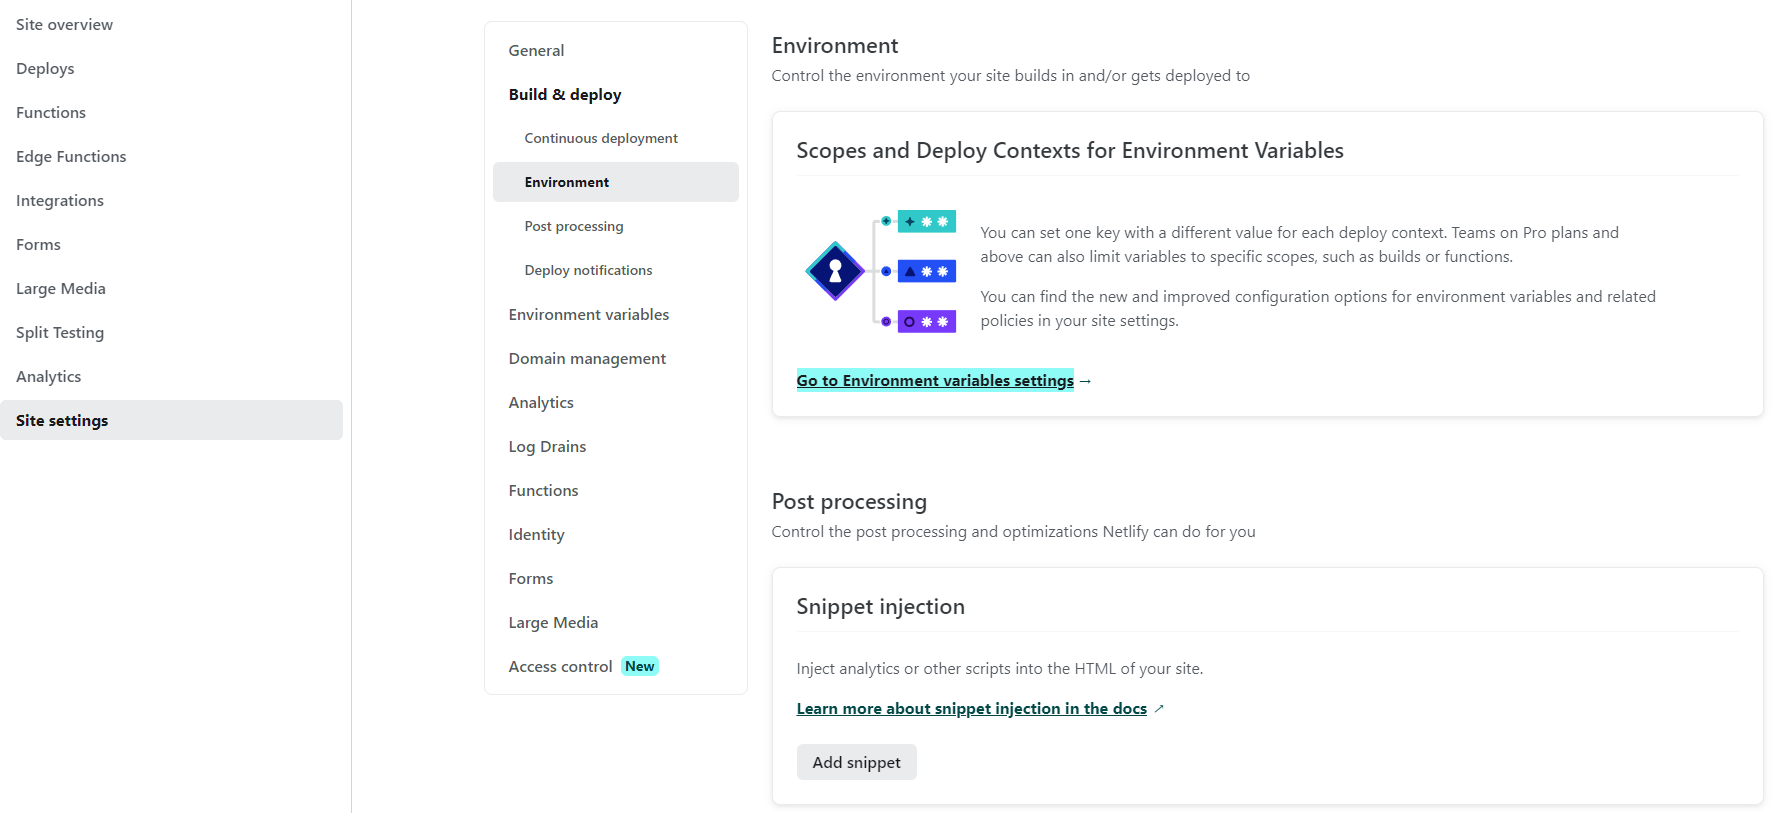 Site overview
Deploys
Functions
Edge Functions
Integrations
Forms
Large Media
Split Testing
Analytics
Site settings
General
Build & deploy
Continuous deployment
Environment
Post processing
Deploy notifications
Environment variables
Domain management
Analytics
Log Drains
Functions
Identity
Forms
Large Media
Access control New
Environment
Control the environment your site builds in and/or gets deployed to
Scopes and Deploy Contexts for Environment Variables
You can set one key with a different value for each deploy context. Teams on Pro plans and
above can also limit variables to specific scopes, such as builds or functions.
You can find the new and improved configuration options for environment variables and related
policies in your site settings.
Go to Environment variables settings →
Post processing
Control the post processing and optimizations Netlify can do for you
Snippet injection
Inject analytics or other scripts into the HTML of your site.
Learn more about snippet injection in the docs ↗
Add snippet